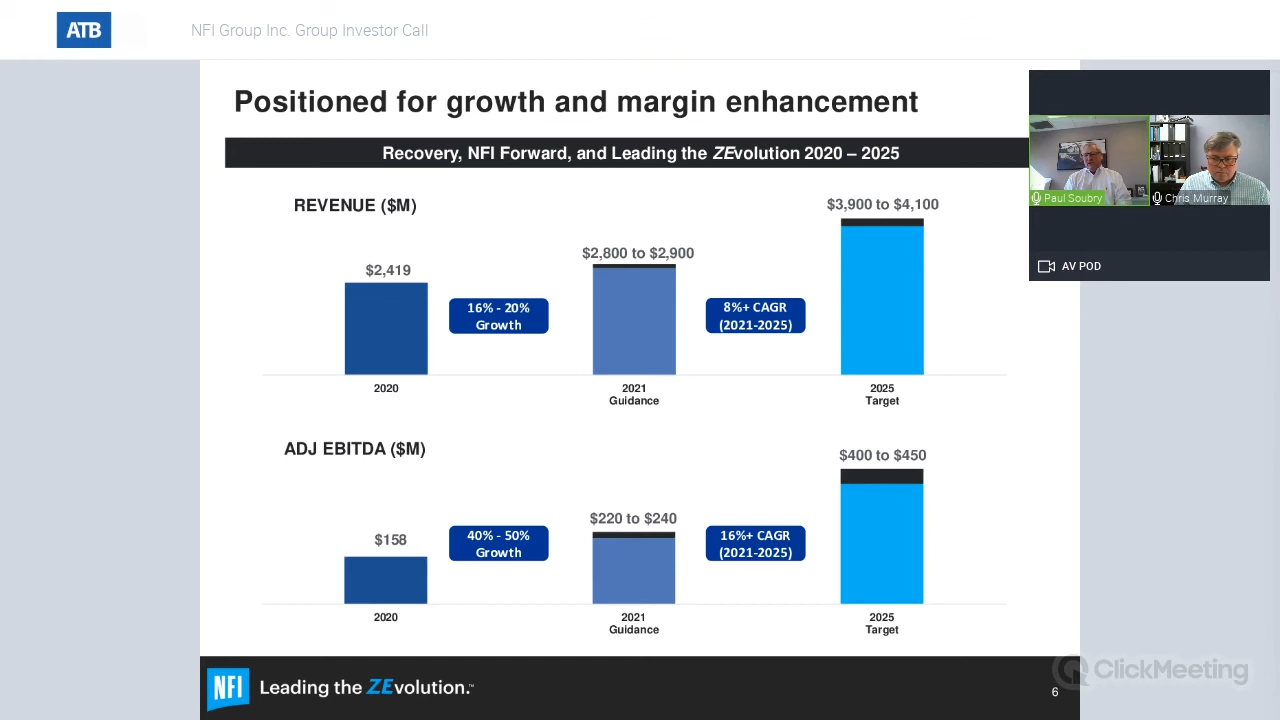 ATB
NFI Group Inc. Group Investor Call
Positioned for growth and margin enhancement
Recovery, NFI Forward, and Leading the ZEvolution 2020 – 2025
REVENUE ($M)
$2,419
16% - 20%
Growth
$2,800 to $2,900
8%+ CAGR
(2021-2025)
$3,900 to $4,100
2020
2021
Guidance
2025
Target
ADJ EBITDA ($M)
$158
40% - 50%
Growth
$220 to $240
16%+ CAGR
(2021-2025)
$400 to $450
2020
2021
Guidance
2025
Target
Paul Soubry
Chris Murray
AV POD
NFI
Leading the ZEvolution.™
6
ClickMeeting